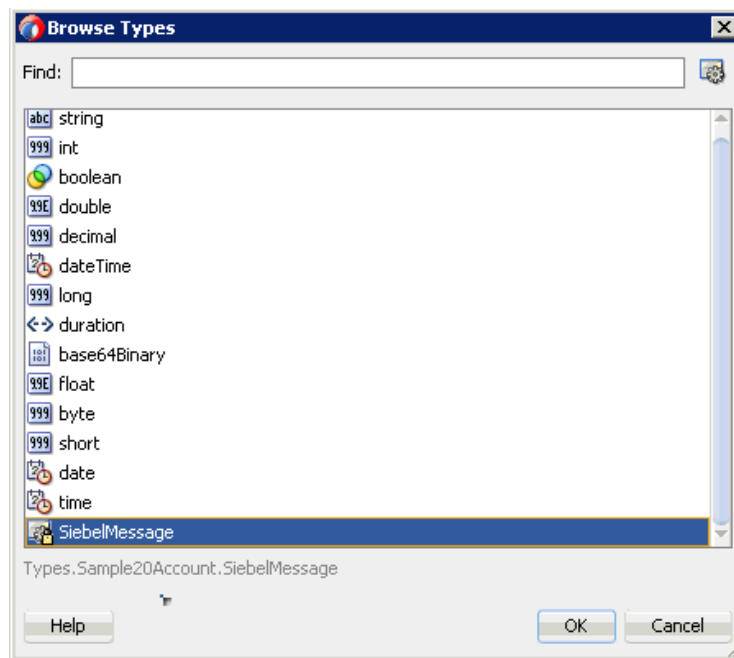 Browse Types
Find:
abc string
999 int
boolean
99E double
999 decimal
dateTime
999 long
duration
base64Binary
99E float
999 byte
999 short
date
time
SiebelMessage
Types.Sample20Account.SiebelMessage
Help OK Cancel